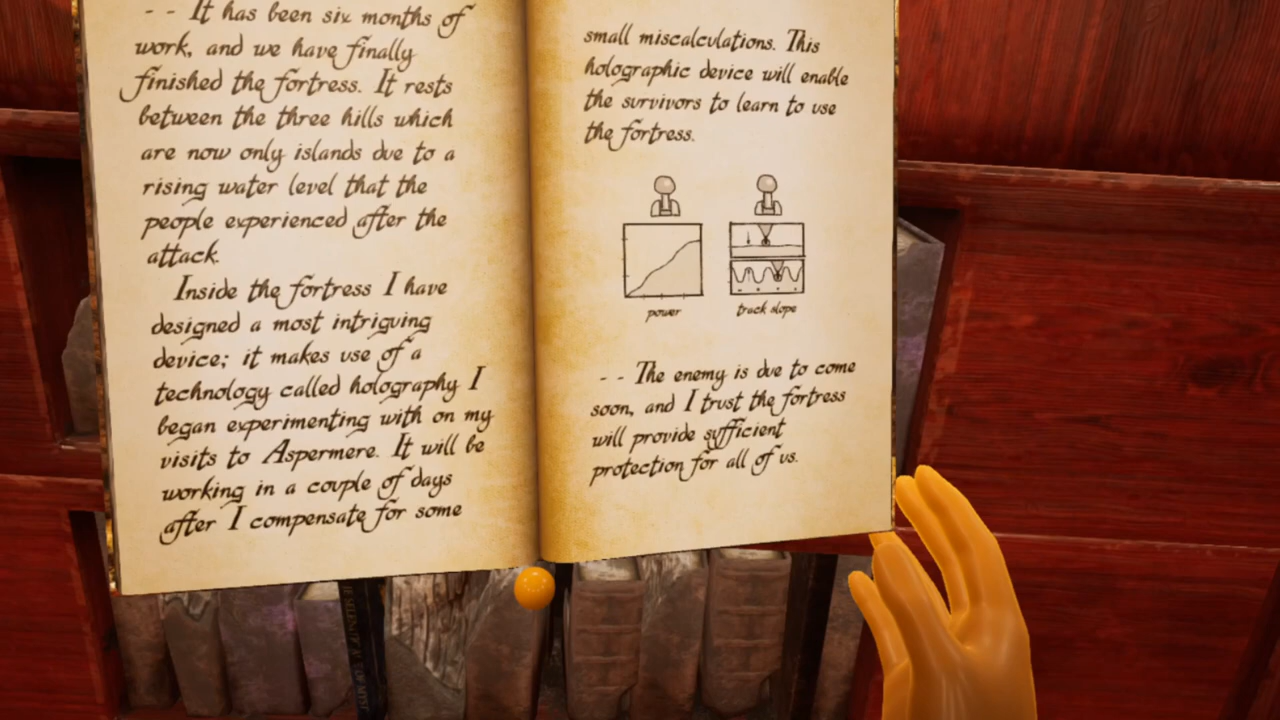 - - It has been six months of
work, and we have finally
finished the fortress. It rests
between the three hills which
are now only islands due to a
rising water level that the
people experienced after the
attack.
Inside the fortress I have
designed a most intriguing
device; it makes use of a
technology called holography I
began experimenting with on my
visits to Aspermere. It will be
working in a couple of days
after I compensate for some
small miscalculations. This
holographic device will enable
the survivors to learn to use
the fortress.
power
track slope
- - The enemy is due to come
soon, and I trust the fortress
will provide sufficient
protection for all of us.